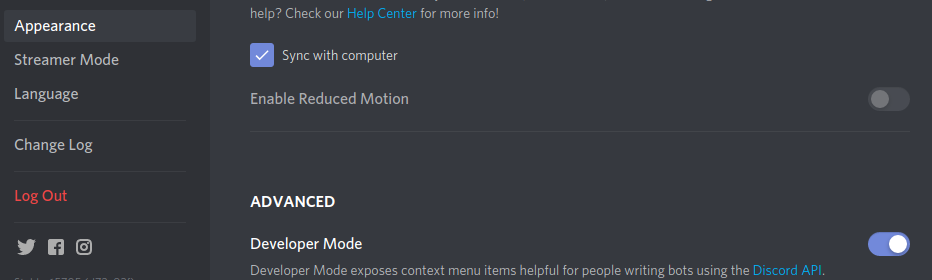 Appearance
Streamer Mode
Language
Change Log
Log Out
help? Check our Help Center for more info!
Sync with computer
Enable Reduced Motion
ADVANCED
Developer Mode
Developer Mode exposes context menu items helpful for people writing bots using the Discord API.